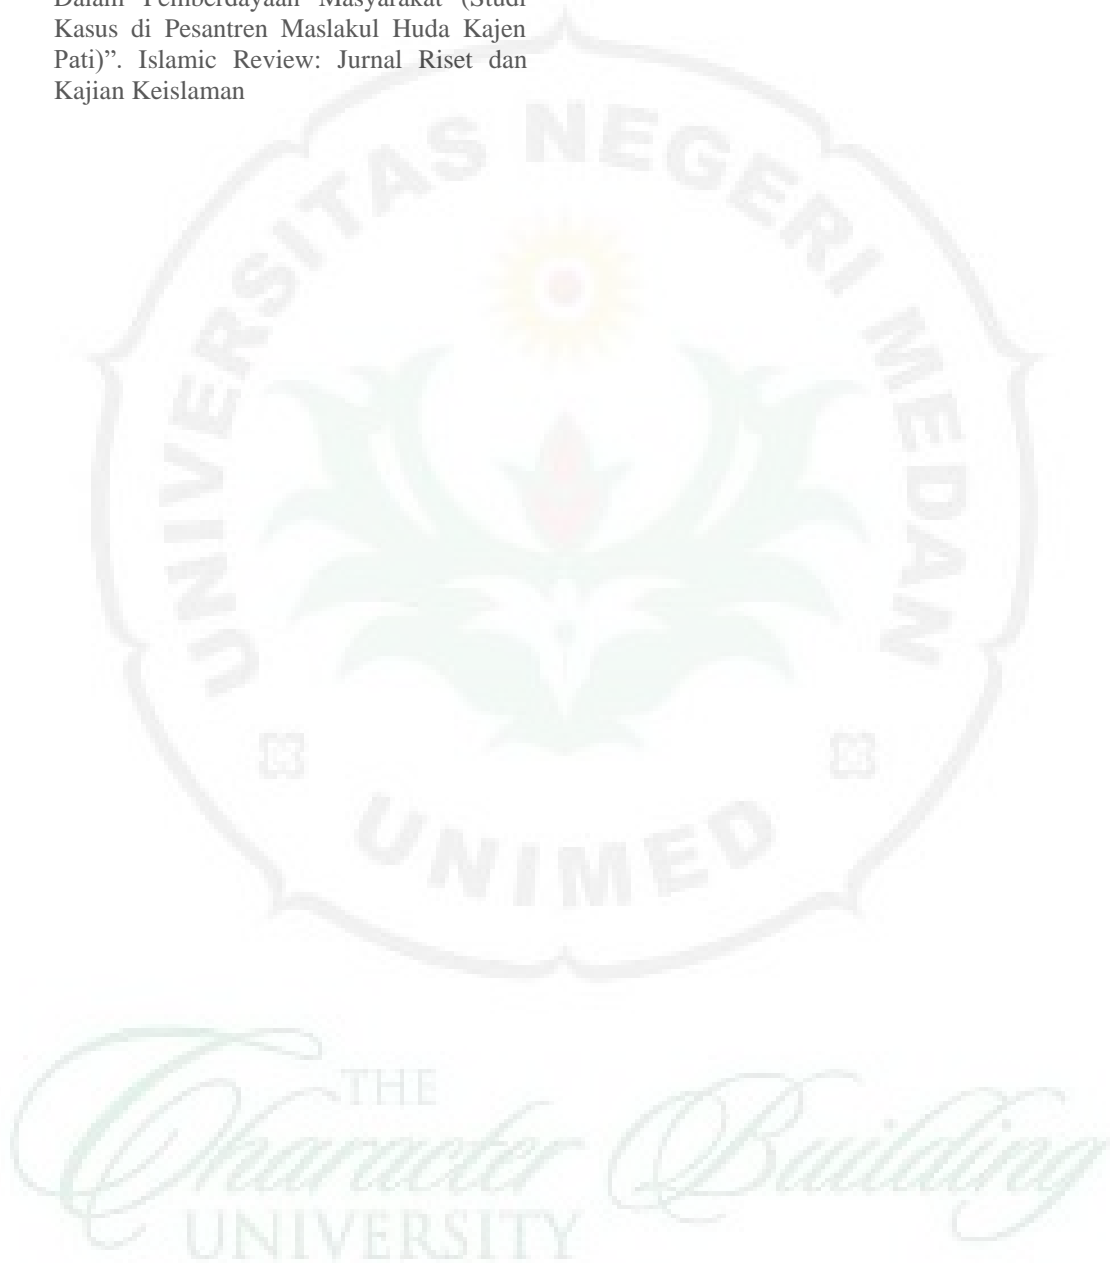 Dalam Pemberdayaan Masyarakat (Studi
Kasus di Pesantren Maslakul Huda Kajen
Pati)”. Islamic Review: Jurnal Riset dan
Kajian Keislaman
UNIVERSITAS NEGERI MEDAN
UNIMED
THE
Character Building
UNIVERSITY